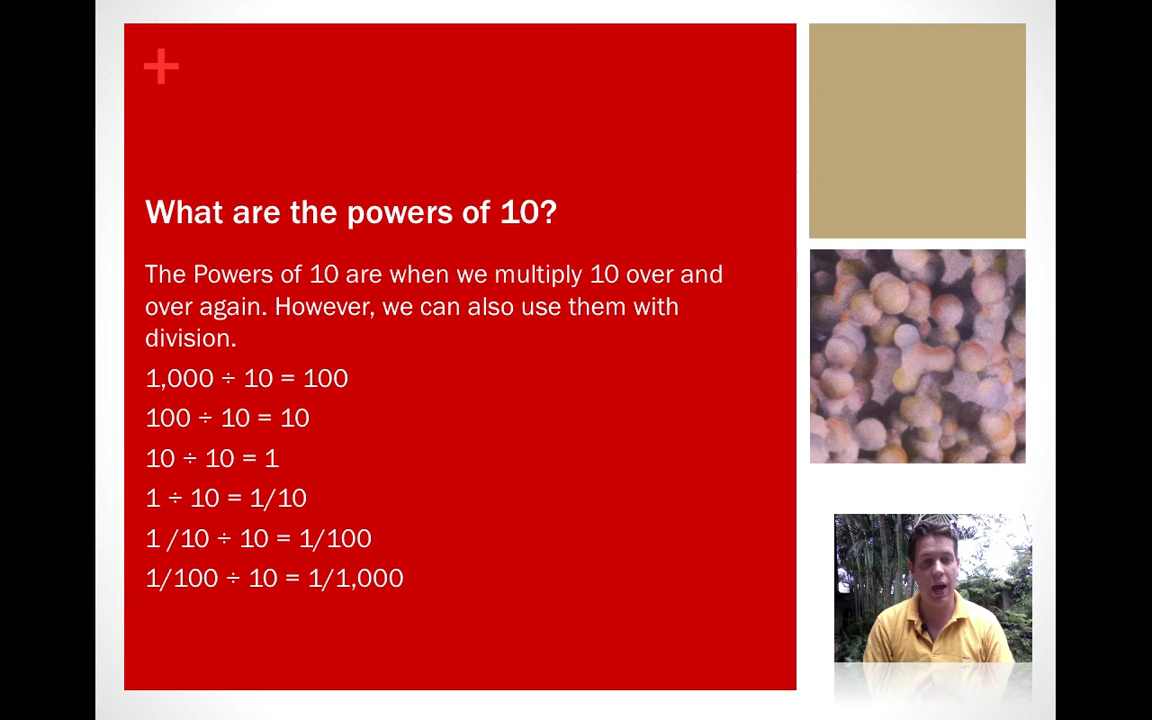 +
What are the powers of 10?
The Powers of 10 are when we multiply 10 over and
over again. However, we can also use them with
division.
1,000 ÷ 10 = 100
100 ÷ 10 = 10
10 ÷ 10 = 1
1 ÷ 10 = 1/10
1 /10 ÷ 10 = 1/100
1/100 ÷ 10 = 1/1,000